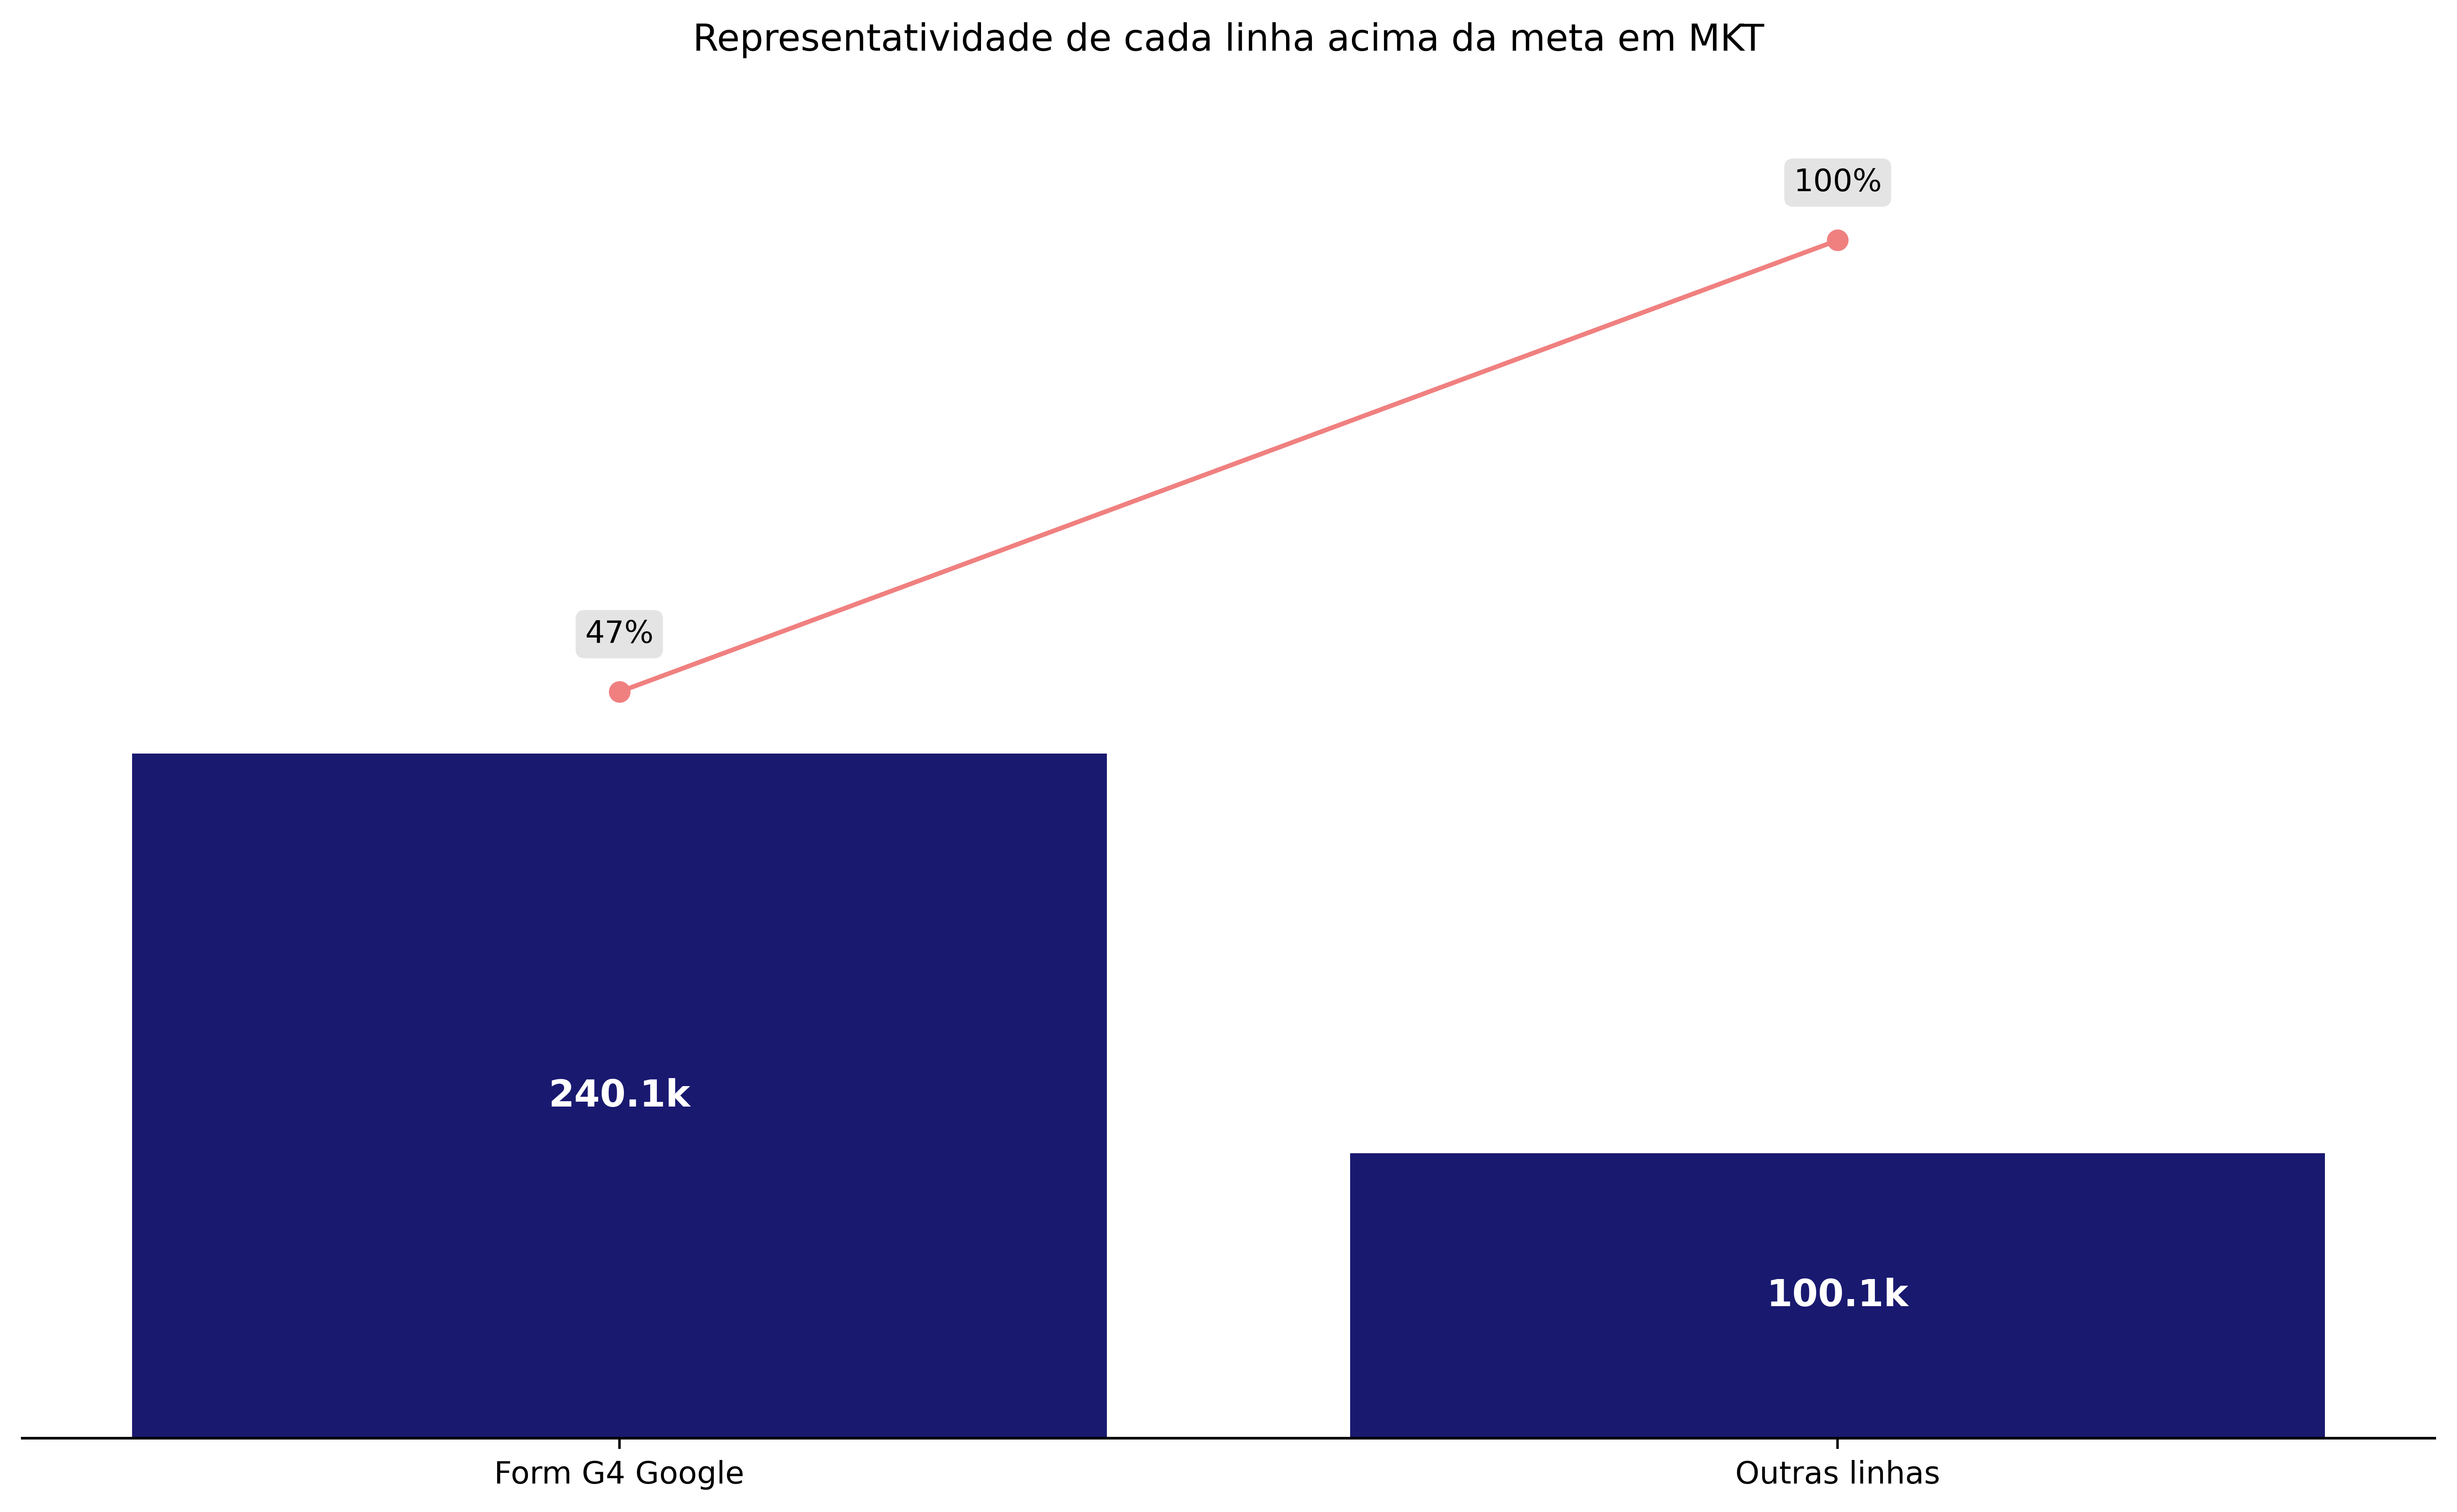 Representatividade de cada linha acima da meta em MKT
100%
47%
240.1k
100.1k
Form G4 Google
Outras linhas